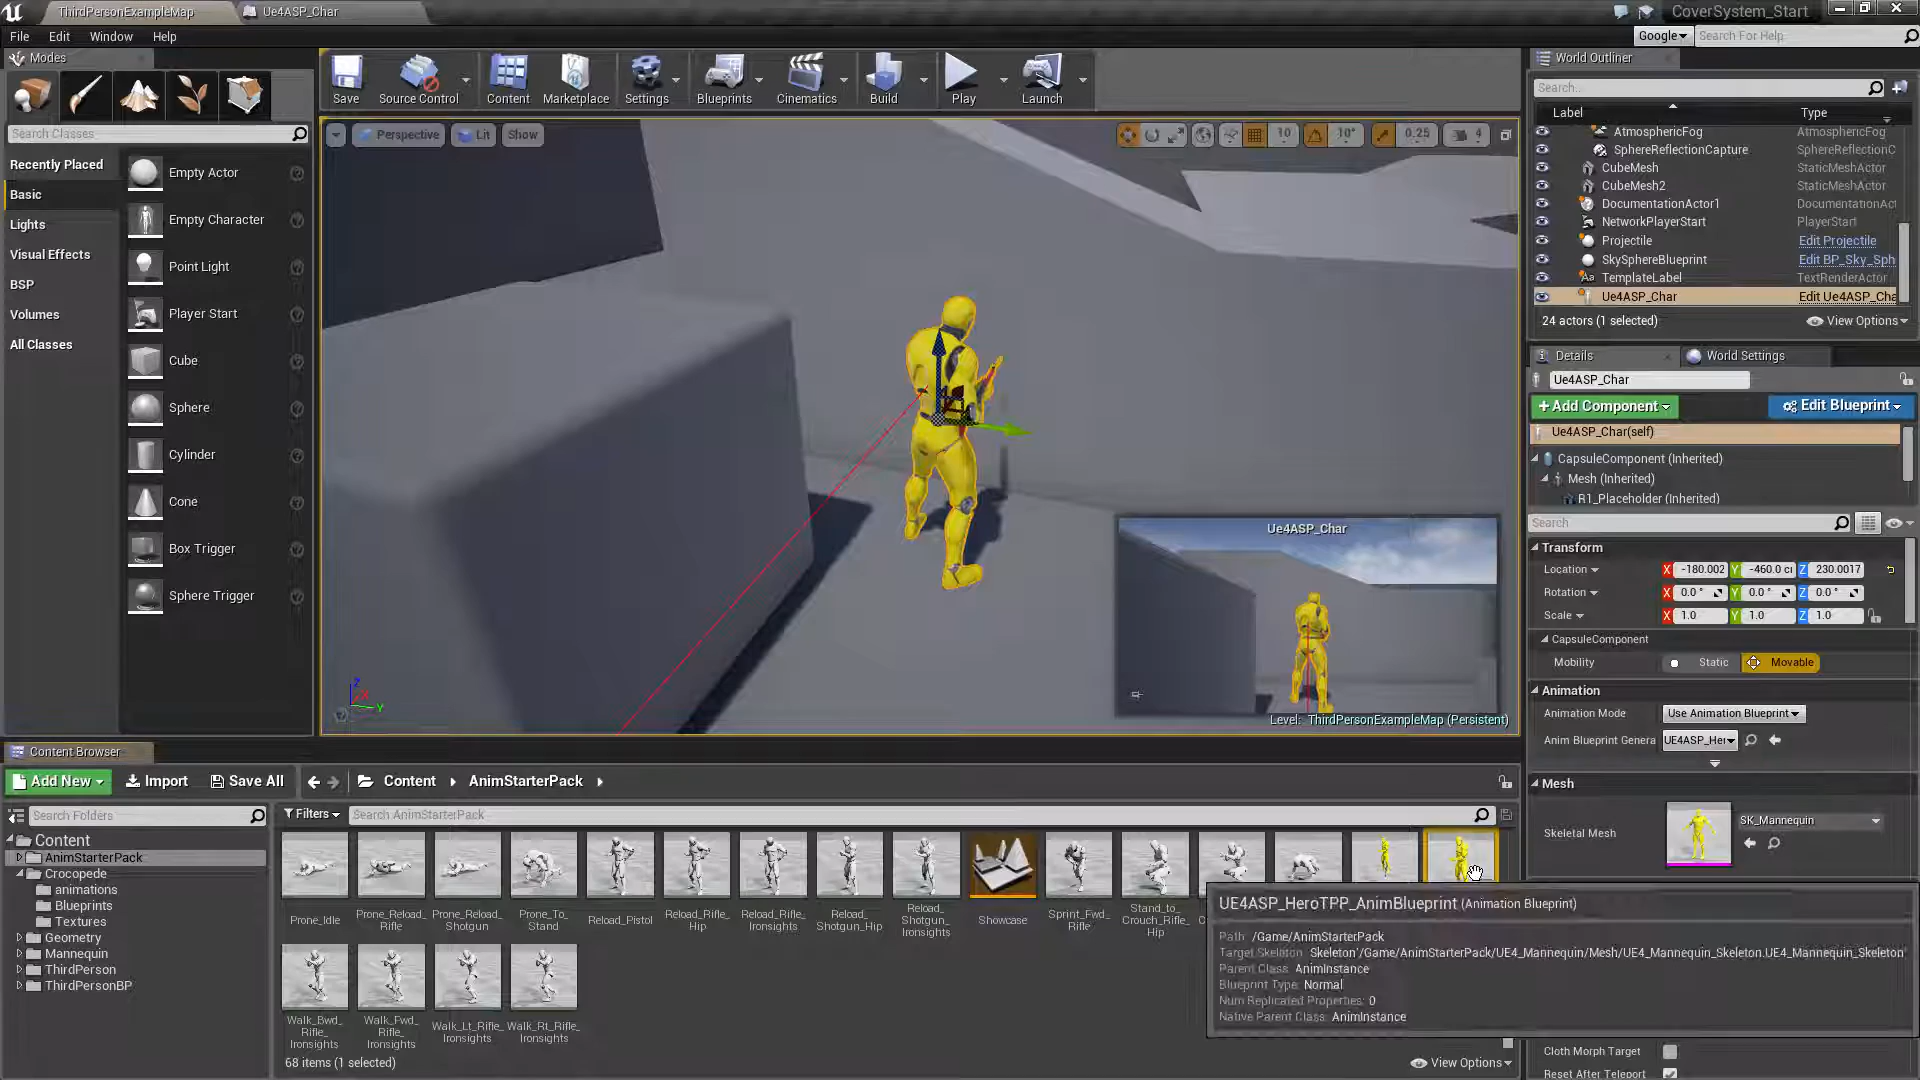 ThirdPersonExampleMap
Ue4ASP_Char
CoverSystem_Start
File Edit Window Help
Google
Search For Help
Modes
Save
Source Control
Content
Marketplace
Settings
Blueprints
Cinematics
Build
Play
Launch
Search Classes
Recently Placed
Basic
Lights
Visual Effects
BSP
Volumes
All Classes
Empty Actor
Empty Character
Point Light
Player Start
Cube
Sphere
Cylinder
Cone
Box Trigger
Sphere Trigger
Perspective
Lit
Show
10
10°
0.25
4
Ue4ASP_Char
Level: ThirdPersonExampleMap (Persistent)
World Outliner
Search..
Label Type
AtmosphericFog AtmosphericFog
SphereReflectionCapture SphereReflectionC
CubeMesh StaticMeshActor
CubeMesh2 StaticMeshActor
DocumentationActor1 DocumentationAct
NetworkPlayerStart PlayerStart
Projectile Edit Projectile
SkySphereBlueprint Edit BP_Sky_Sph
TemplateLabel TextRenderActor
Ue4ASP_Char Edit Ue4ASP_Cha
24 actors (1 selected)
View Options
Details
World Settings
Ue4ASP_Char
+Add Component
Edit Blueprint
Ue4ASP_Char(self)
CapsuleComponent (Inherited)
Mesh (Inherited)
R1_Placeholder (Inherited)
Search
Transform
Location X -180.002 Y -460.0 c Z 230.0017
Rotation X 0.0 ° Y 0.0 ° Z 0.0 °
Scale X 1.0 Y 1.0 Z 1.0
CapsuleComponent
Mobility Static Movable
Animation
Animation Mode Use Animation Blueprint
Anim Blueprint Genera UE4ASP_Her
Mesh
Skeletal Mesh
SK_Mannequin
Cloth Morph Target
Reset After Teleport
Content Browser
Add New
Import
Save All
Content
AnimStarterPack
Search Folders
Filters
Search AnimStarterPack
Content
AnimStarterPack
Crocopede
animations
Blueprints
Textures
Geometry
Mannequin
ThirdPerson
ThirdPersonBP
Prone_Idle
Prone_Reload_
Rifle
Prone_Reload_
Shotgun
Prone_To_
Stand
Reload_Pistol
Reload_Rifle_
Hip
Reload_Rifle_
Ironsights
Reload_
Shotgun_Hip
Reload_
Shotgun_
Ironsights
Showcase
Sprint_Fwd_
Rifle
Stand_to_
Crouch_Rifle_
Hip
Walk_Bwd_
Rifle_
Ironsights
Walk_Fwd_
Rifle_
Ironsights
Walk_Lt_Rifle_
Ironsights
Walk_Rt_Rifle_
Ironsights
68 items (1 selected)
View Options
UE4ASP_HeroTPP_AnimBlueprint (Animation Blueprint)
Path: /Game/AnimStarterPack
Target Skeleton: Skeleton'/Game/AnimStarterPack/UE4_Mannequin/Mesh/UE4_Mannequin_Skeleton.UE4_Mannequin_Skeleton'
Parent Class: AnimInstance
Blueprint Type: Normal
Num Replicated Properties: 0
Native Parent Class: AnimInstance